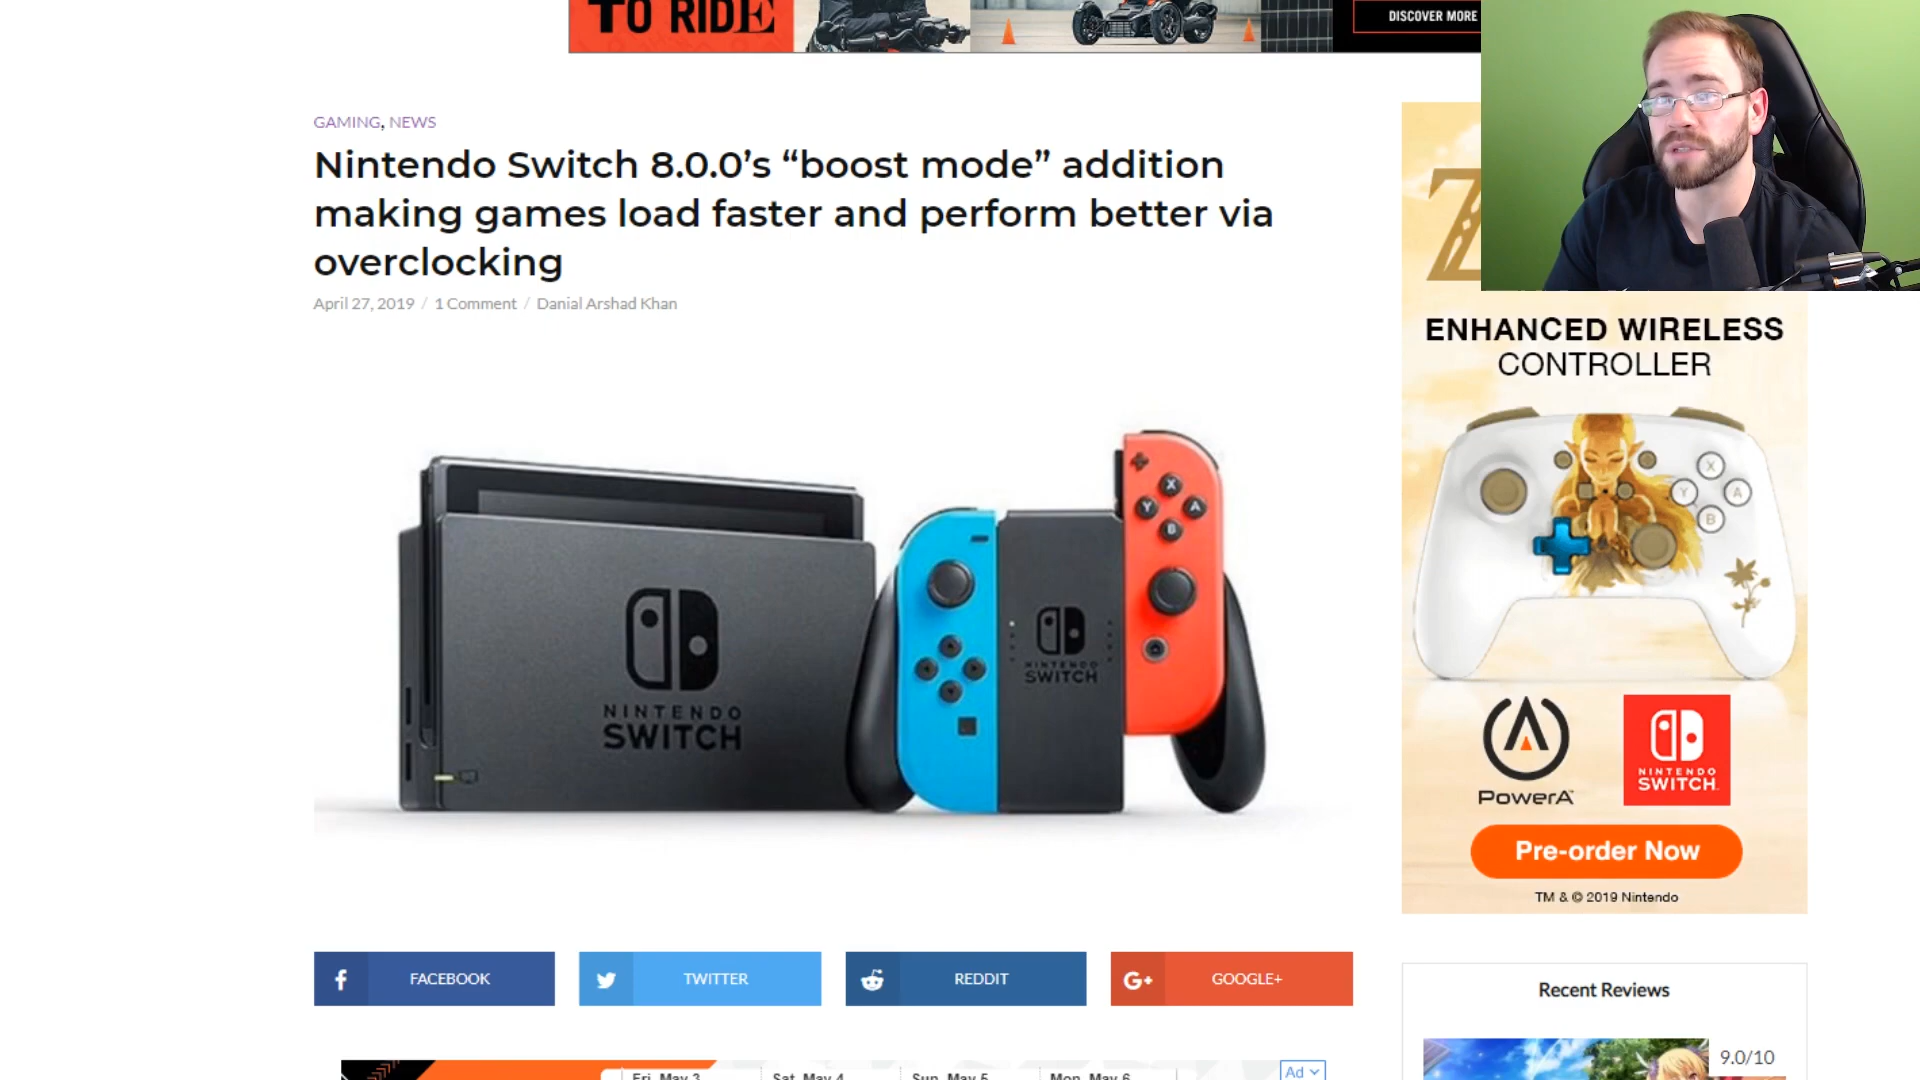 TO RIDE
DISCOVER MORE
GAMING, NEWS
Nintendo Switch 8.0.0’s “boost mode” addition
making games load faster and perform better via
overclocking
April 27, 2019 / 1 Comment / Danial Arshad Khan
Z
ENHANCED WIRELESS
CONTROLLER
X
Y A
B
X
Y A
B
NINTENDO
SWITCH
NINTENDO
SWITCH
PowerA
NINTENDO
SWITCH
Pre-order Now
TM & © 2019 Nintendo
f FACEBOOK
TWITTER
REDDIT
G+ GOOGLE+
Recent Reviews
9.0/10
Fri, May 3
Sat, May 4
Sun, May 5
Mon, May 6
Ad